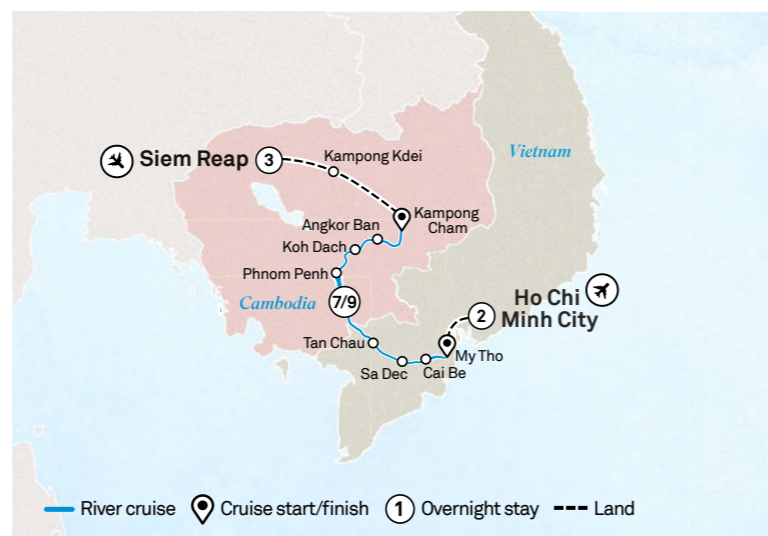 Vietnam
Siem Reap
3
Kampong Kdei
Kampong
Cham
Angkor Ban
Koh Dach
Phnom Penh
Cambodia
7/9
Ho Chi
Minh City
2
Tan Chau
My Tho
Sa Dec
Cai Be
River cruise
Cruise start/finish
1
Overnight stay
Land